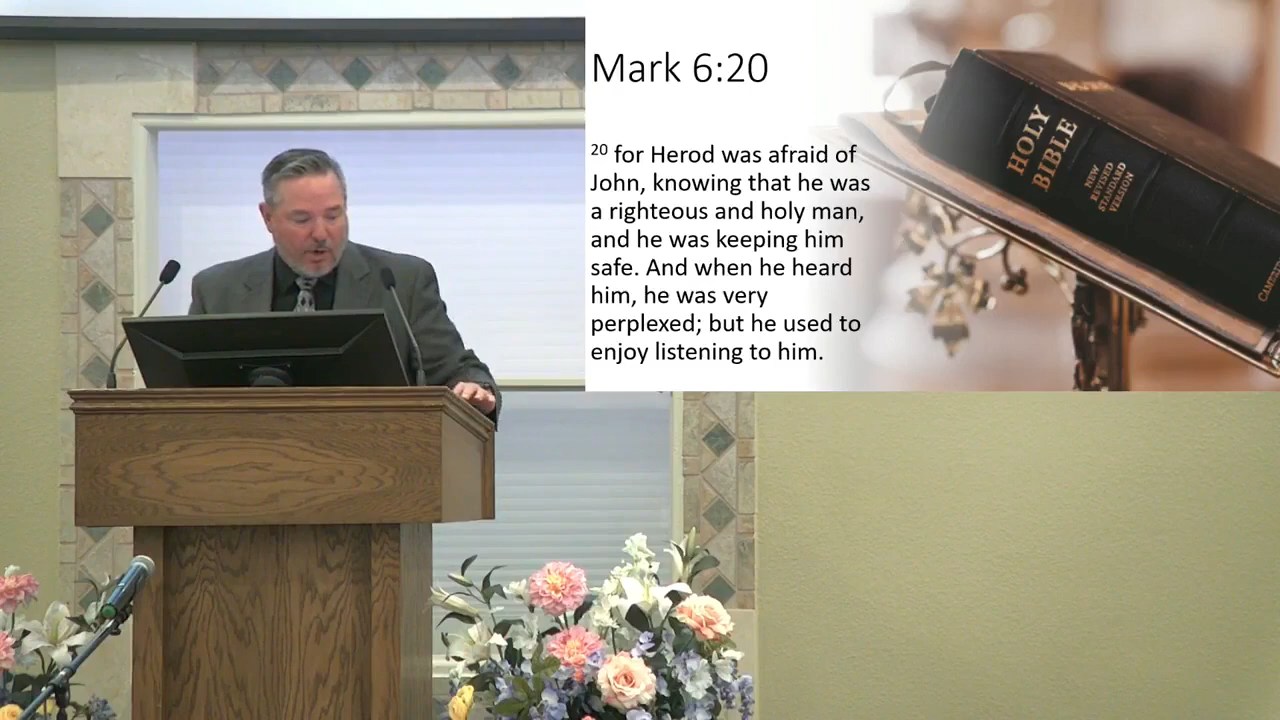 Mark 6:20
20 for Herod was afraid of
John, knowing that he was
a righteous and holy man,
and he was keeping him
safe. And when he heard
him, he was very
perplexed; but he used to
enjoy listening to him.
HOLY
BIBLE
NEW
REVISED
STANDARD
VERSION